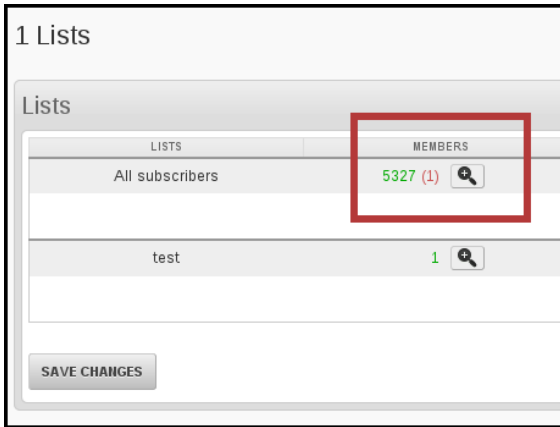 1 Lists
Lists
LISTS MEMBERS
All subscribers 5327 (1)
test 1
SAVE CHANGES